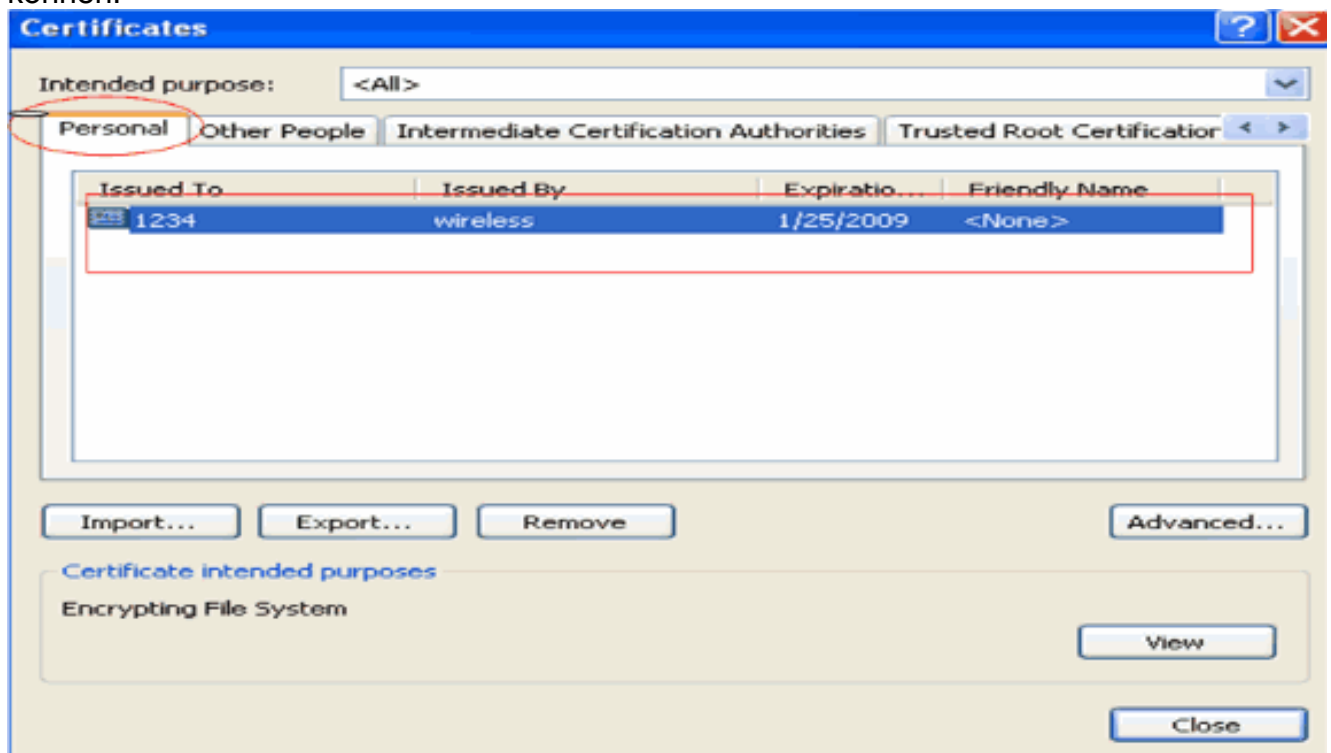 können.
Certificates
Intended purpose: <All>
Personal Other People Intermediate Certification Authorities Trusted Root Certification
Issued To Issued By Expiratio... Friendly Name
1234 wireless 1/25/2009 <None>
Import... Export... Remove Advanced...
Certificate intended purposes
Encrypting File System
View
Close